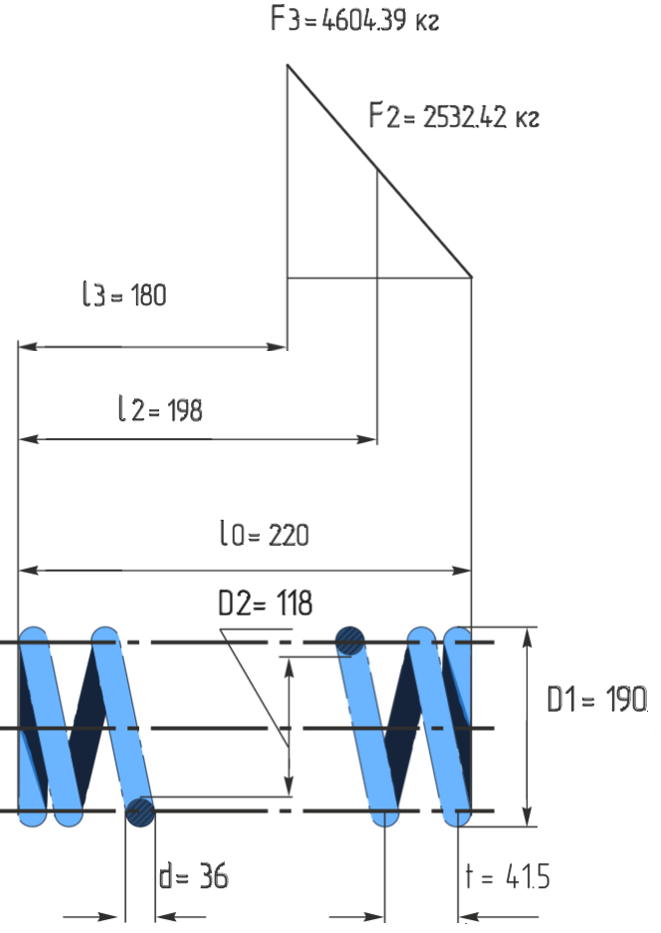 F3=4604.39 кг
F2= 2532.42 кг
l3= 180
l2= 198
l0= 220
D2= 118
D1= 190
d= 36
t = 41.5